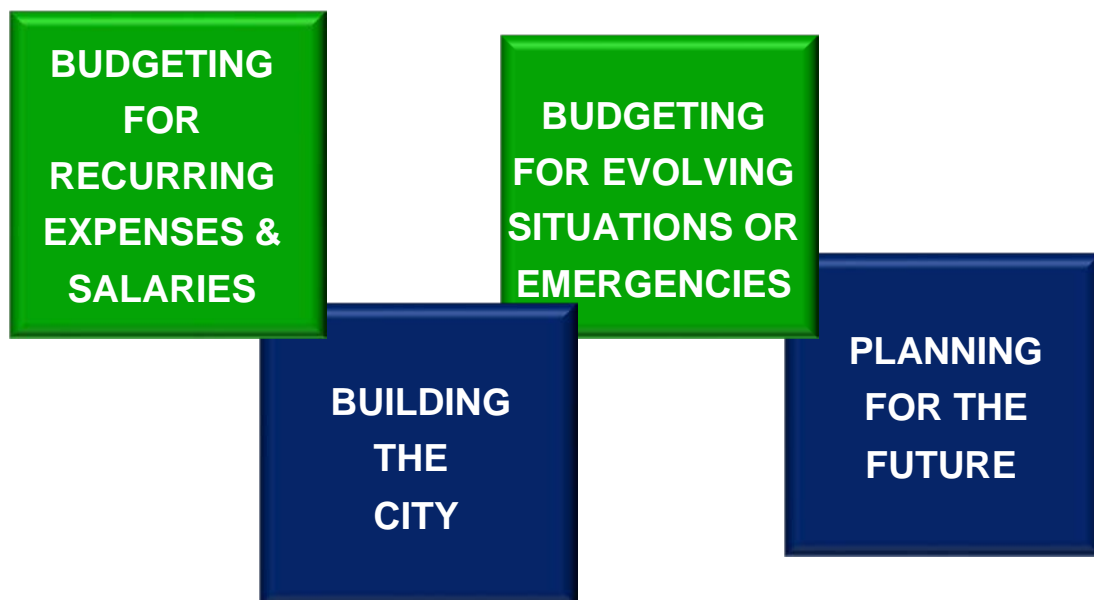 BUDGETING
FOR
RECURRING
EXPENSES &
SALARIES
BUILDING
THE
CITY
BUDGETING
FOR EVOLVING
SITUATIONS OR
EMERGENCIES
PLANNING
FOR THE
FUTURE